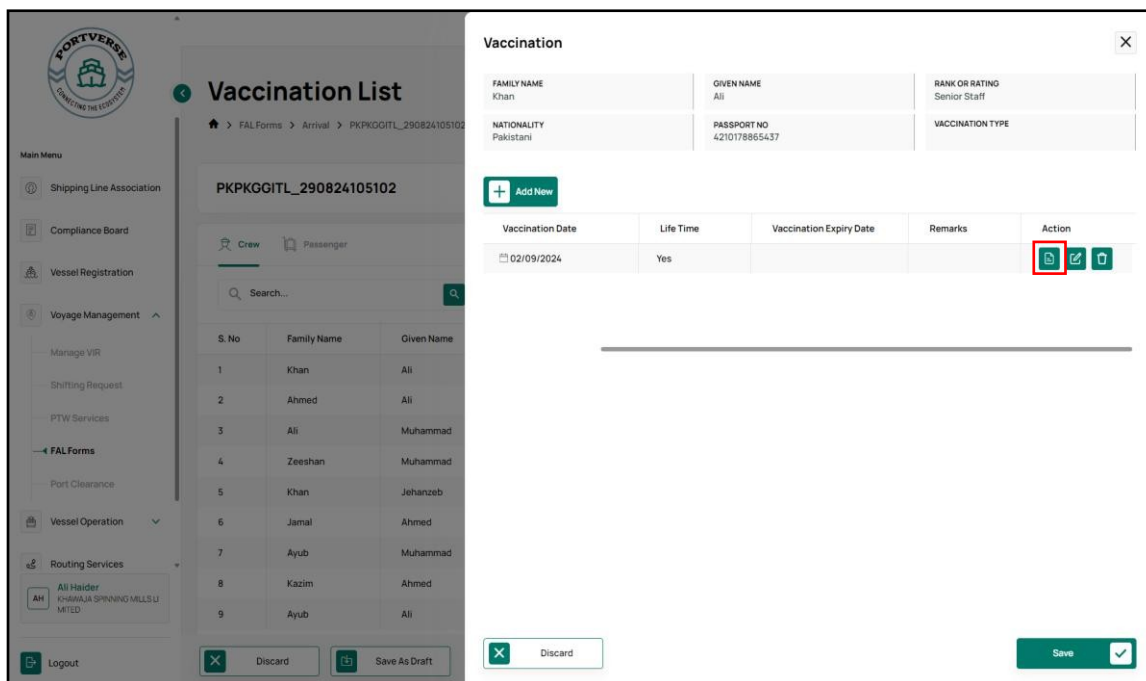 PORTVERSE
CONNECTING THE ECOSYSTEM
Main Menu
Shipping Line Association
Compliance Board
Vessel Registration
Voyage Management
Manage VIR
Shifting Request
PTW Services
FAL Forms
Port Clearance
Vessel Operation
Routing Services
AH
Ali Haider
KHAWAJA SPINNING MILLS LI
MITED
Logout
Vaccination List
> FAL Forms > Arrival > PKPKGGITL_290824105102
PKPKGGITL_290824105102
Crew Passenger
Search...
S. No Family Name Given Name
1 Khan Ali
2 Ahmed Ali
3 Ali Muhammad
4 Zeeshan Muhammad
5 Khan Jehanzeb
6 Jamal Ahmed
7 Ayub Muhammad
8 Kazim Ahmed
9 Ayub Ali
Discard Save As Draft
Vaccination
FAMILY NAME GIVEN NAME RANK OR RATING
Khan Ali Senior Staff
NATIONALITY PASSPORT NO VACCINATION TYPE
Pakistani 4210178865437
Add New
Vaccination Date Life Time Vaccination Expiry Date Remarks Action
02/09/2024 Yes
Discard Save